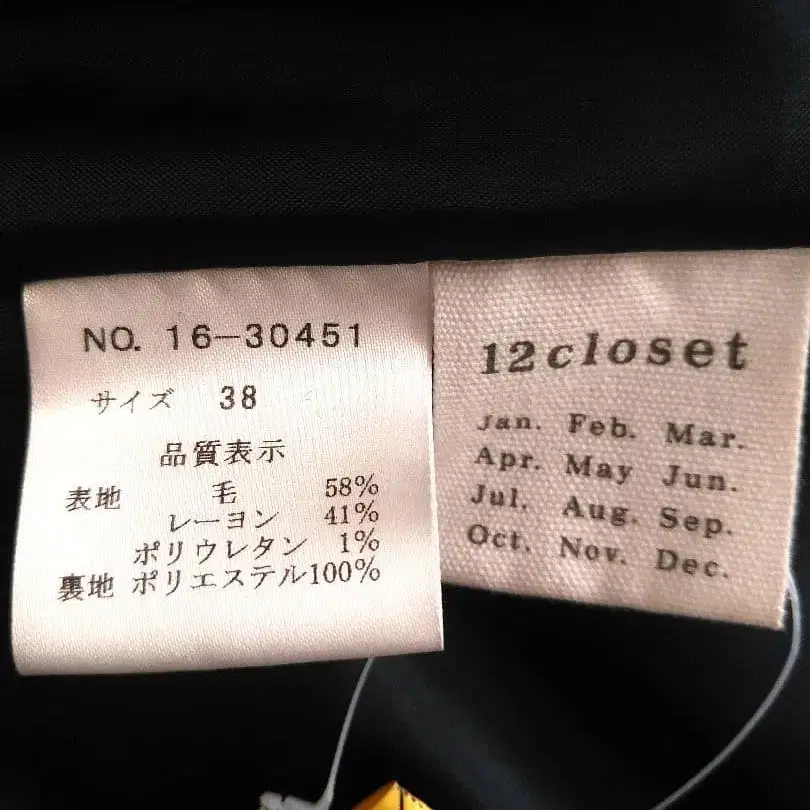 NO. 16-30451
サイズ 38
品質表示
表地 毛 58%
レーヨン 41%
ポリウレタン 1%
裏地 ポリエステル100%
12closet
Jan. Feb. Mar.
Apr. May Jun.
Jul. Aug. Sep.
Oct. Nov. Dec.